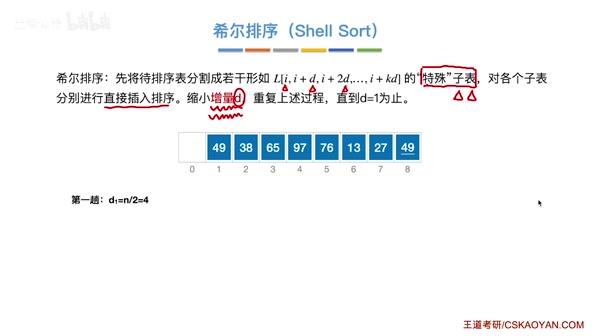 希尔排序（Shell Sort）
希尔排序：先将待排序表分割成若干形如 L[i, i + d, i + 2d,…, i + kd] 的“特殊”子表，对各个子表
分别进行直接插入排序。缩小增量d，重复上述过程，直到d=1为止。
49 38 65 97 76 13 27 49
0 1 2 3 4 5 6 7 8
第一趟：d₁=n/2=4
王道考研/CSKAOYAN.COM